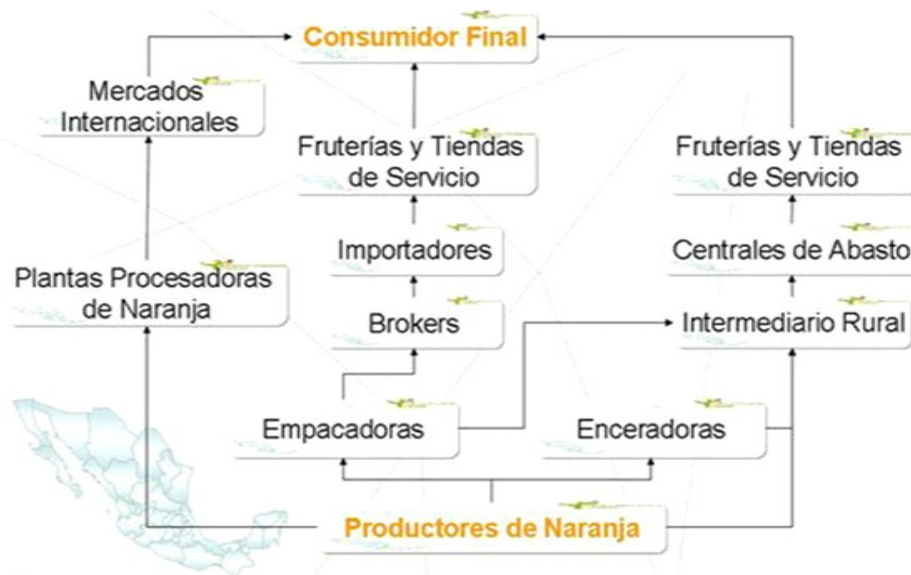 Consumidor Final
Mercados
Internacionales
Fruterías y Tiendas
de Servicio
Fruterías y Tiendas
de Servicio
Importadores
Centrales de Abasto
Plantas Procesadoras
de Naranja
Brokers
Intermediario Rural
Empacadoras
Enceradoras
Productores de Naranja